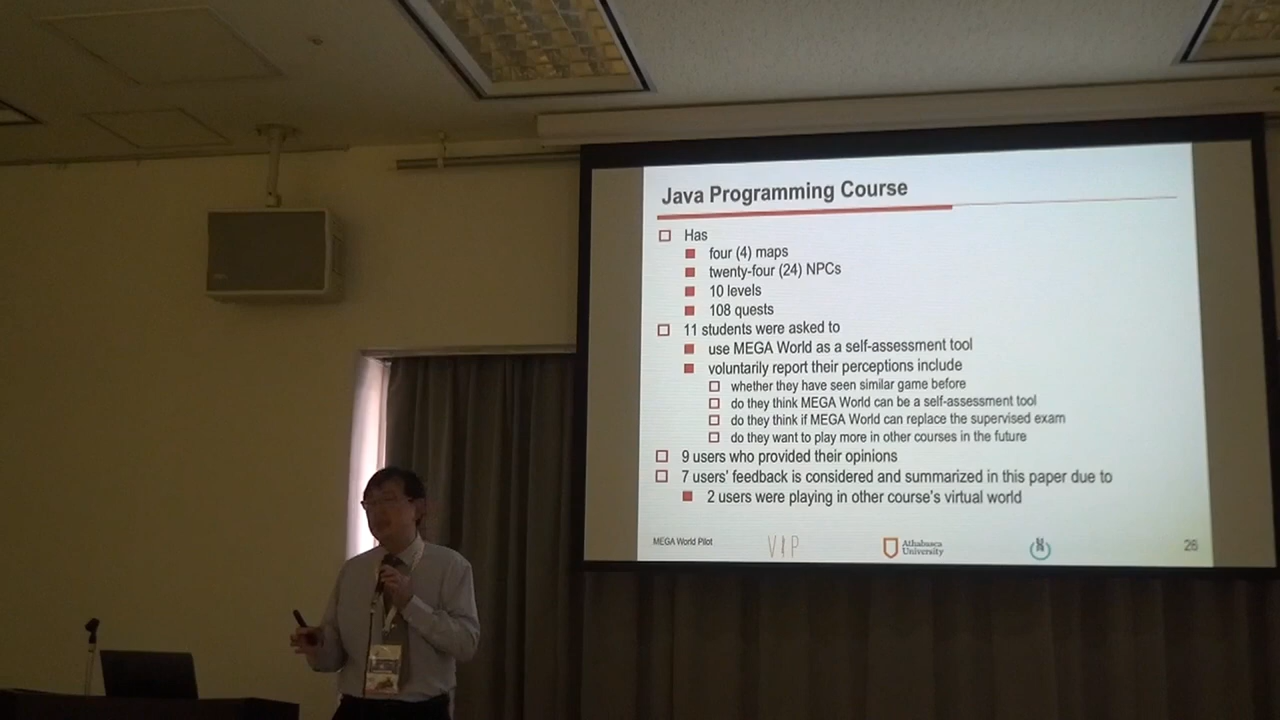 Java Programming Course
Has
four (4) maps
twenty-four (24) NPCs
10 levels
108 quests
11 students were asked to
use MEGA World as a self-assessment tool
voluntarily report their perceptions include
whether they have seen similar game before
do they think MEGA World can be a self-assessment tool
do they think if MEGA World can replace the supervised exam
do they want to play more in other courses in the future
9 users who provided their opinions
7 users' feedback is considered and summarized in this paper due to
2 users were playing in other course's virtual world
MEGA World Pilot
VIP
Athabasca
University
26